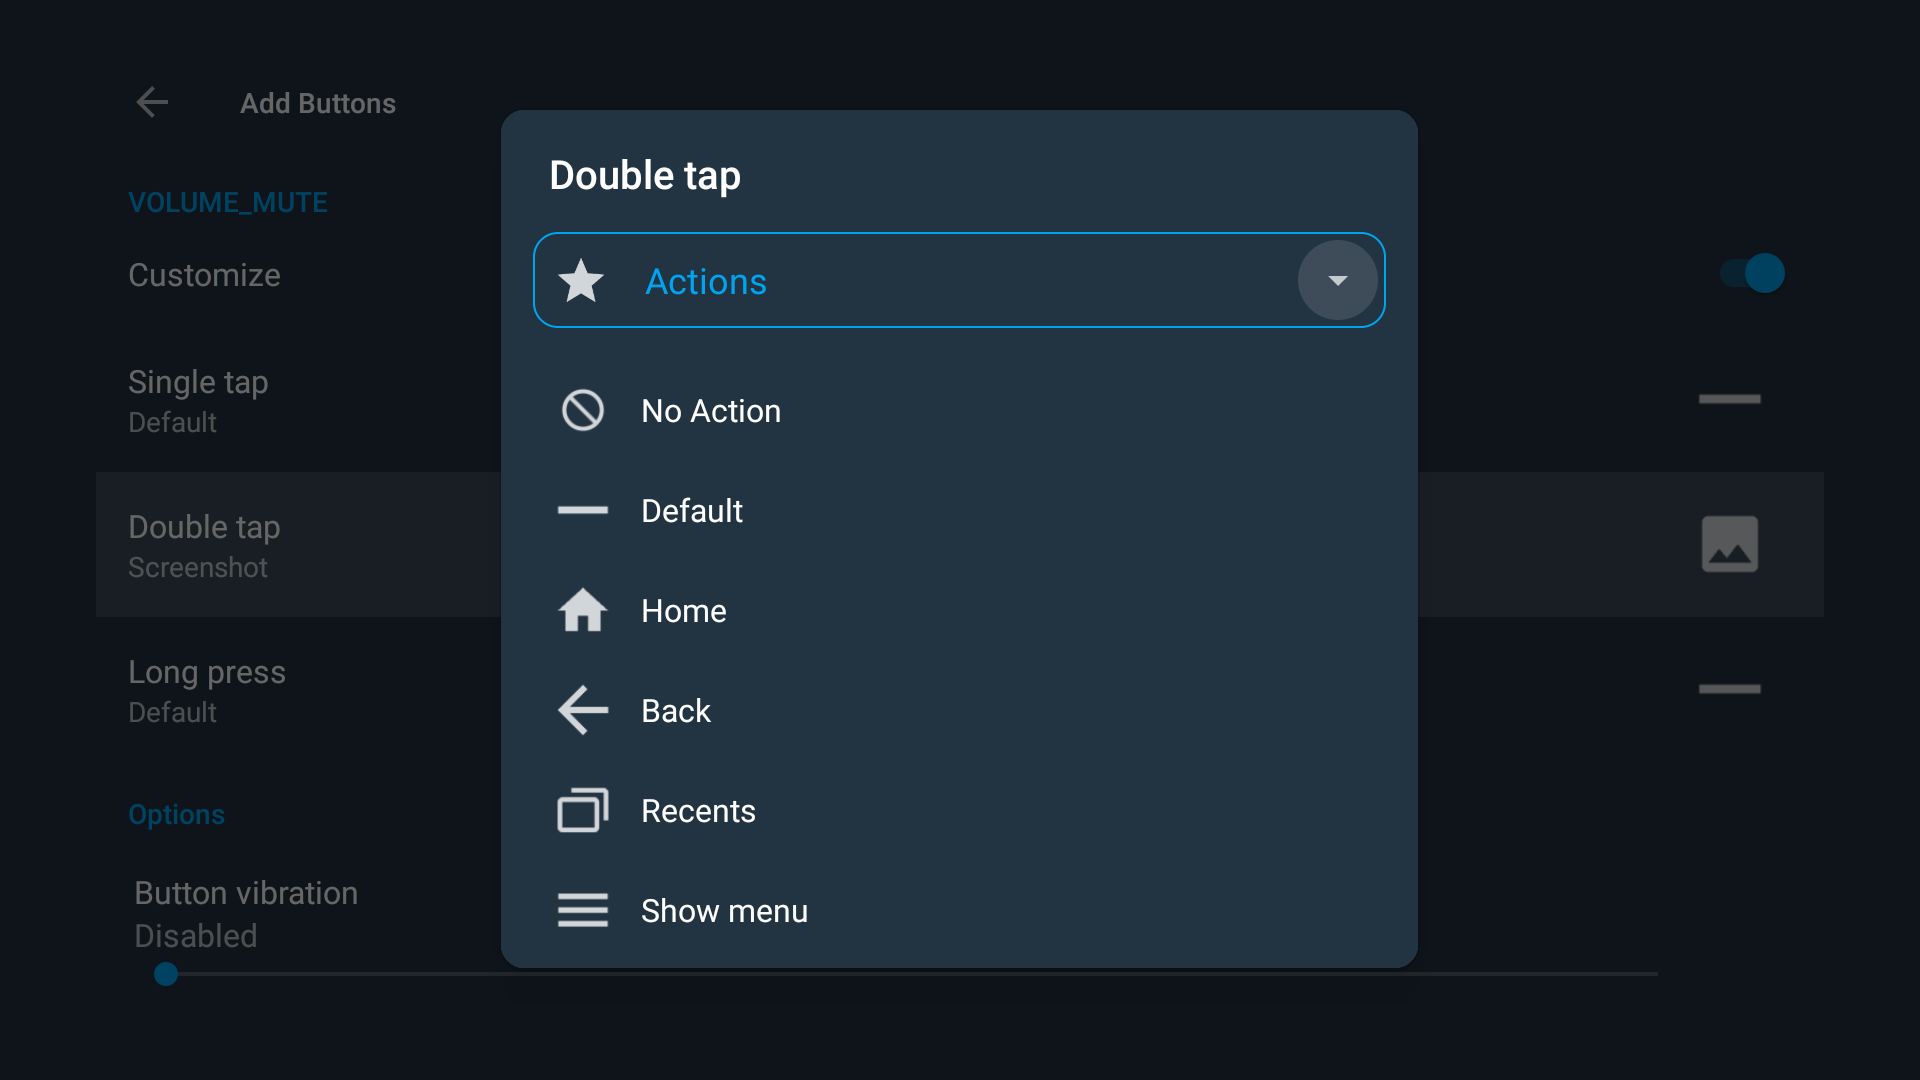 Add Buttons
VOLUME_MUTE
Customize
Single tap
Default
Double tap
Screenshot
Long press
Default
Options
Button vibration
Disabled
Double tap
Actions
No Action
Default
Home
Back
Recents
Show menu